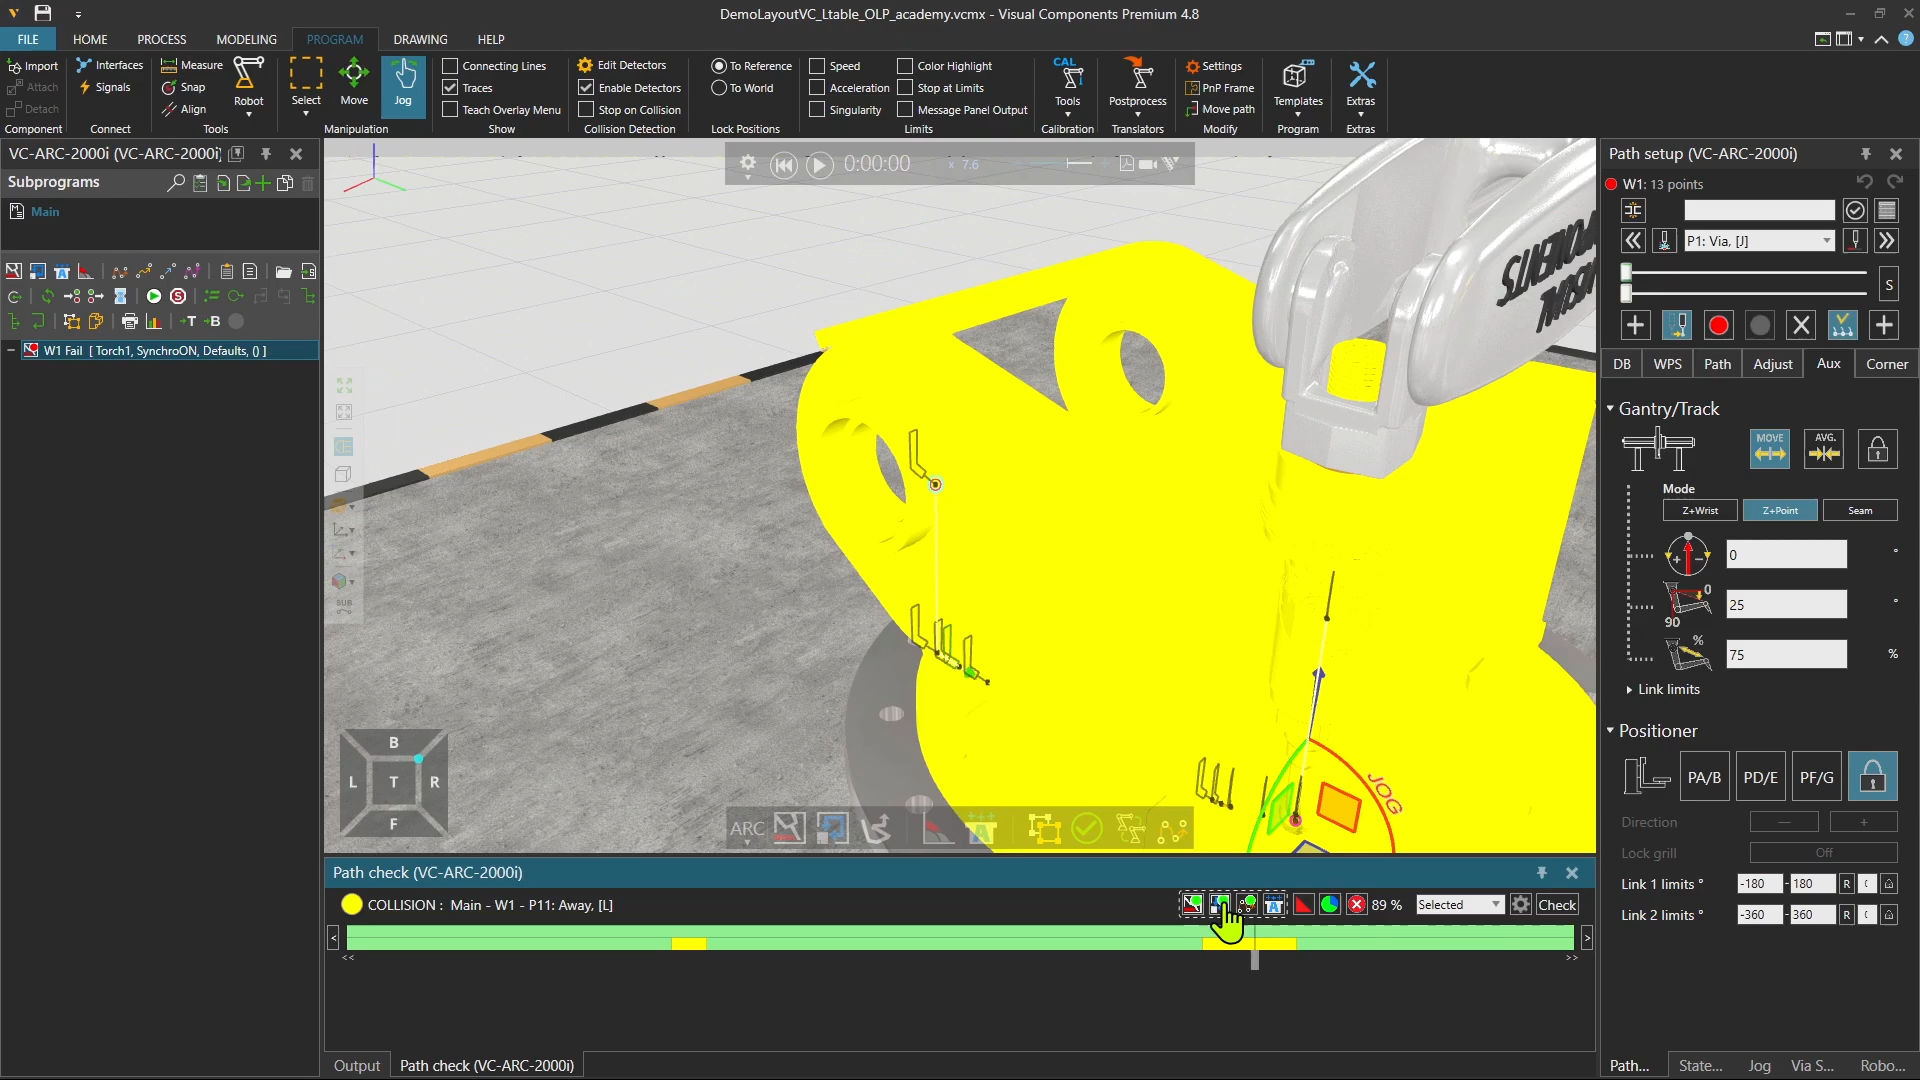 DemoLayoutVC_Ltable_OLP_academy.vcmx - Visual Components Premium 4.8
FILE HOME PROCESS MODELING PROGRAM DRAWING HELP
Import Interfaces Measure Connecting Lines Edit Detectors To Reference Speed Color Highlight CAL Settings
Attach Signals Snap Traces Enable Detectors To World Acceleration Stop at Limits PnP Frame
Detach Align Robot Select Move Jog Teach Overlay Menu Stop on Collision Singularity Message Panel Output Tools Postprocess Move path Templates Extras
Component Connect Tools Manipulation Show Collision Detection Lock Positions Limits Calibration Translators Modify Program Extras
VC-ARC-2000i (VC-ARC-2000i)
Subprograms
Main
T B
W1 Fail [ Torch1, SynchroON, Defaults, () ]
0:00:00 x 7.6
SUB
B
L T R
F
JOG
ARC
Path check (VC-ARC-2000i)
COLLISION : Main - W1 - P11: Away, [L]
89 % Selected Check
< >
<< >>
Output Path check (VC-ARC-2000i)
Path setup (VC-ARC-2000i)
W1: 13 points
P1: Via, [J]
S
DB WPS Path Adjust Aux Corner
Gantry/Track
MOVE AVG.
Mode
Z+Wrist Z+Point Seam
0 °
0
25 °
90
%
75 %
Link limits
Positioner
PA/B PD/E PF/G
Direction — +
Lock grill Off
Link 1 limits ° -180 - 180 R
Link 2 limits ° -360 - 360 R
Path... State... Jog Via S... Robo...